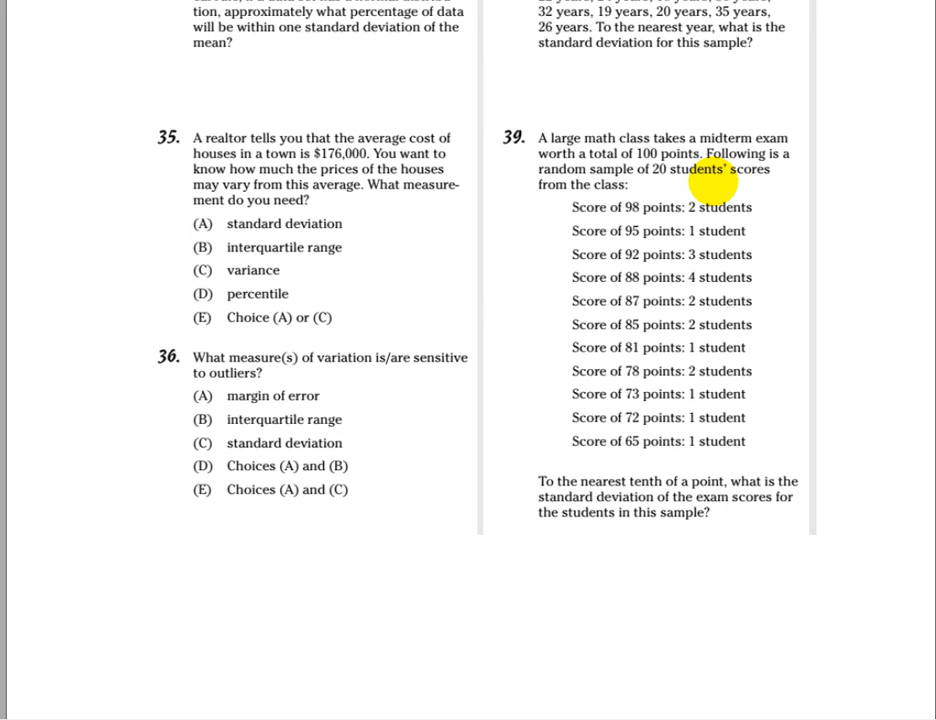 tion, approximately what percentage of data
will be within one standard deviation of the
mean?
35. A realtor tells you that the average cost of
houses in a town is $176,000. You want to
know how much the prices of the houses
may vary from this average. What measure-
ment do you need?
(A) standard deviation
(B) interquartile range
(C) variance
(D) percentile
(E) Choice (A) or (C)
36. What measure(s) of variation is/are sensitive
to outliers?
(A) margin of error
(B) interquartile range
(C) standard deviation
(D) Choices (A) and (B)
(E) Choices (A) and (C)
32 years, 19 years, 20 years, 35 years,
26 years. To the nearest year, what is the
standard deviation for this sample?
39. A large math class takes a midterm exam
worth a total of 100 points. Following is a
random sample of 20 students' scores
from the class:
Score of 98 points: 2 students
Score of 95 points: 1 student
Score of 92 points: 3 students
Score of 88 points: 4 students
Score of 87 points: 2 students
Score of 85 points: 2 students
Score of 81 points: 1 student
Score of 78 points: 2 students
Score of 73 points: 1 student
Score of 72 points: 1 student
Score of 65 points: 1 student
To the nearest tenth of a point, what is the
standard deviation of the exam scores for
the students in this sample?